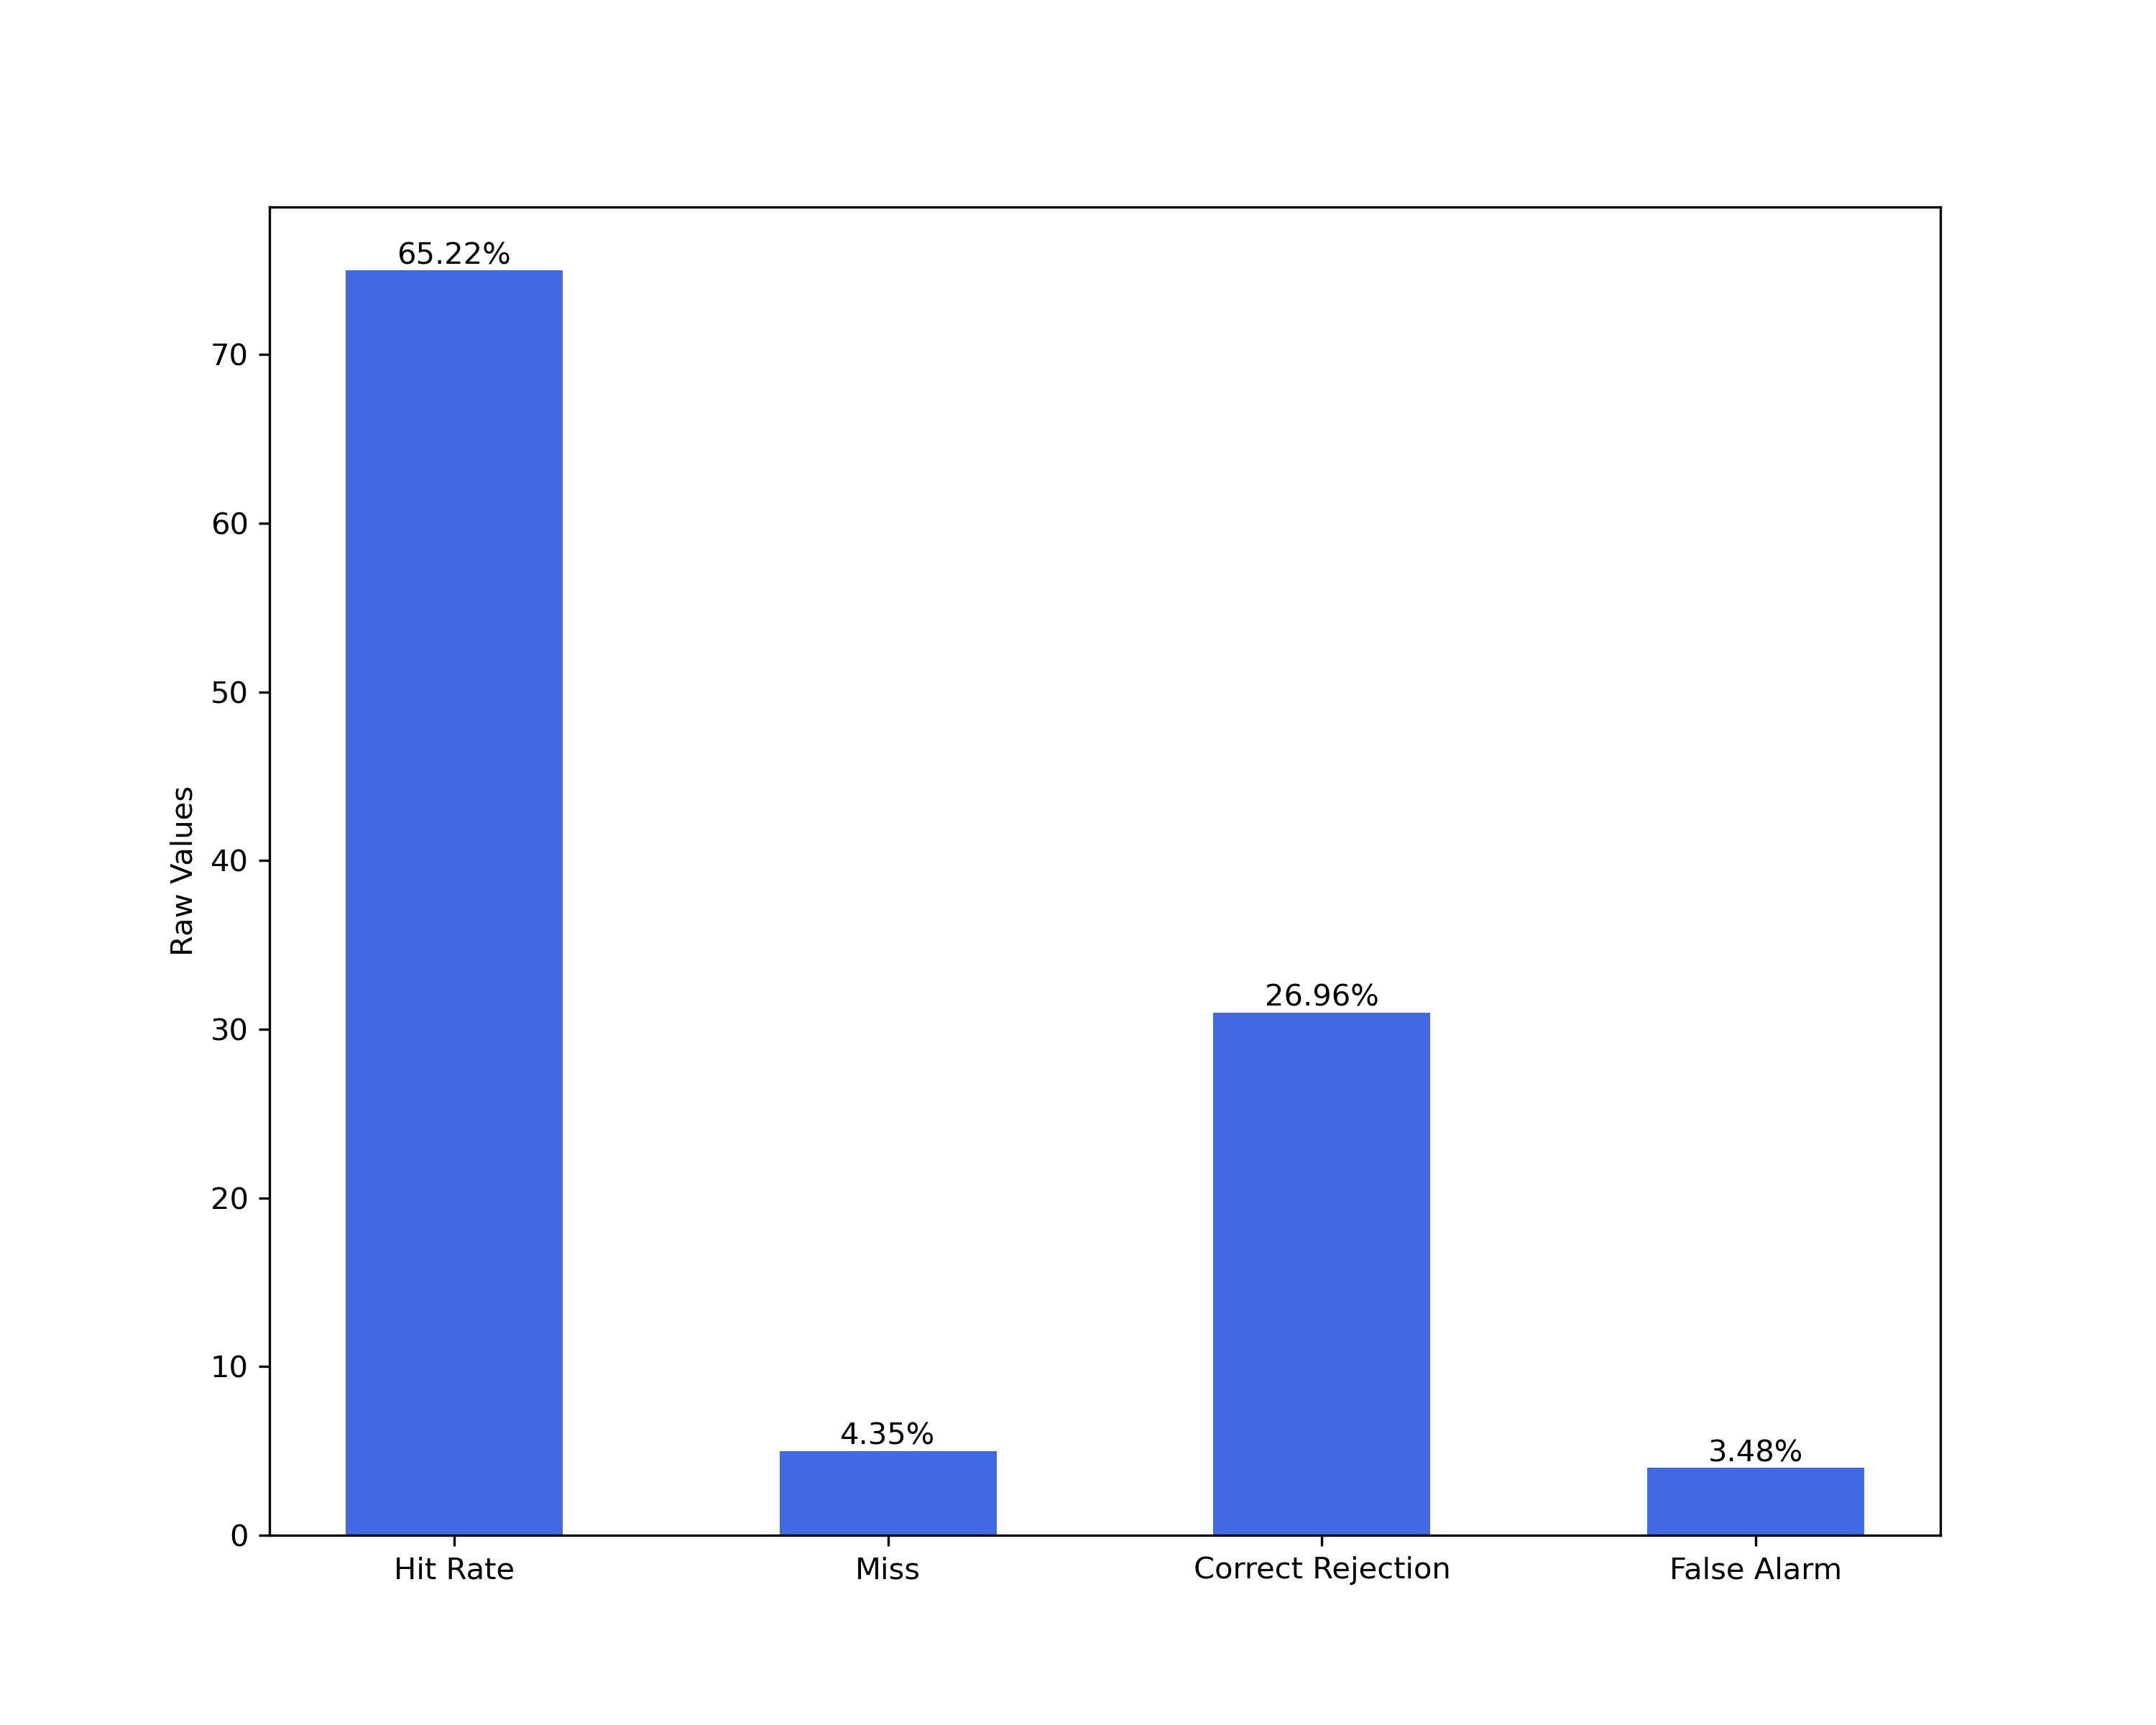 65.22%
70
60
50
40
30
20
10
0
Raw Values
26.96%
4.35%
3.48%
Hit Rate
Miss
Correct Rejection
False Alarm